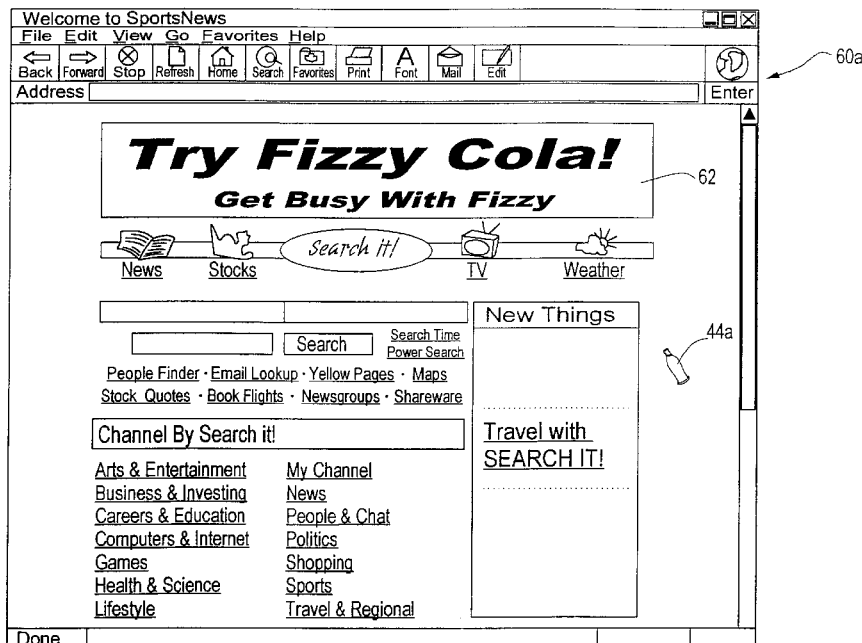 Welcome to SportsNews
File Edit View Go Favorites Help
Back Forward Stop Refresh Home Search Favorites Print Font Mail Edit
60a
Address Enter
Try Fizzy Cola!
Get Busy With Fizzy
62
Search it!
News Stocks TV Weather
New Things
Search Search Time
Power Search
44a
People Finder · Email Lookup · Yellow Pages · Maps
Stock Quotes · Book Flights · Newsgroups · Shareware
Channel By Search it!
Travel with
SEARCH IT!
Arts & Entertainment My Channel
Business & Investing News
Careers & Education People & Chat
Computers & Internet Politics
Games Shopping
Health & Science Sports
Lifestyle Travel & Regional
Done